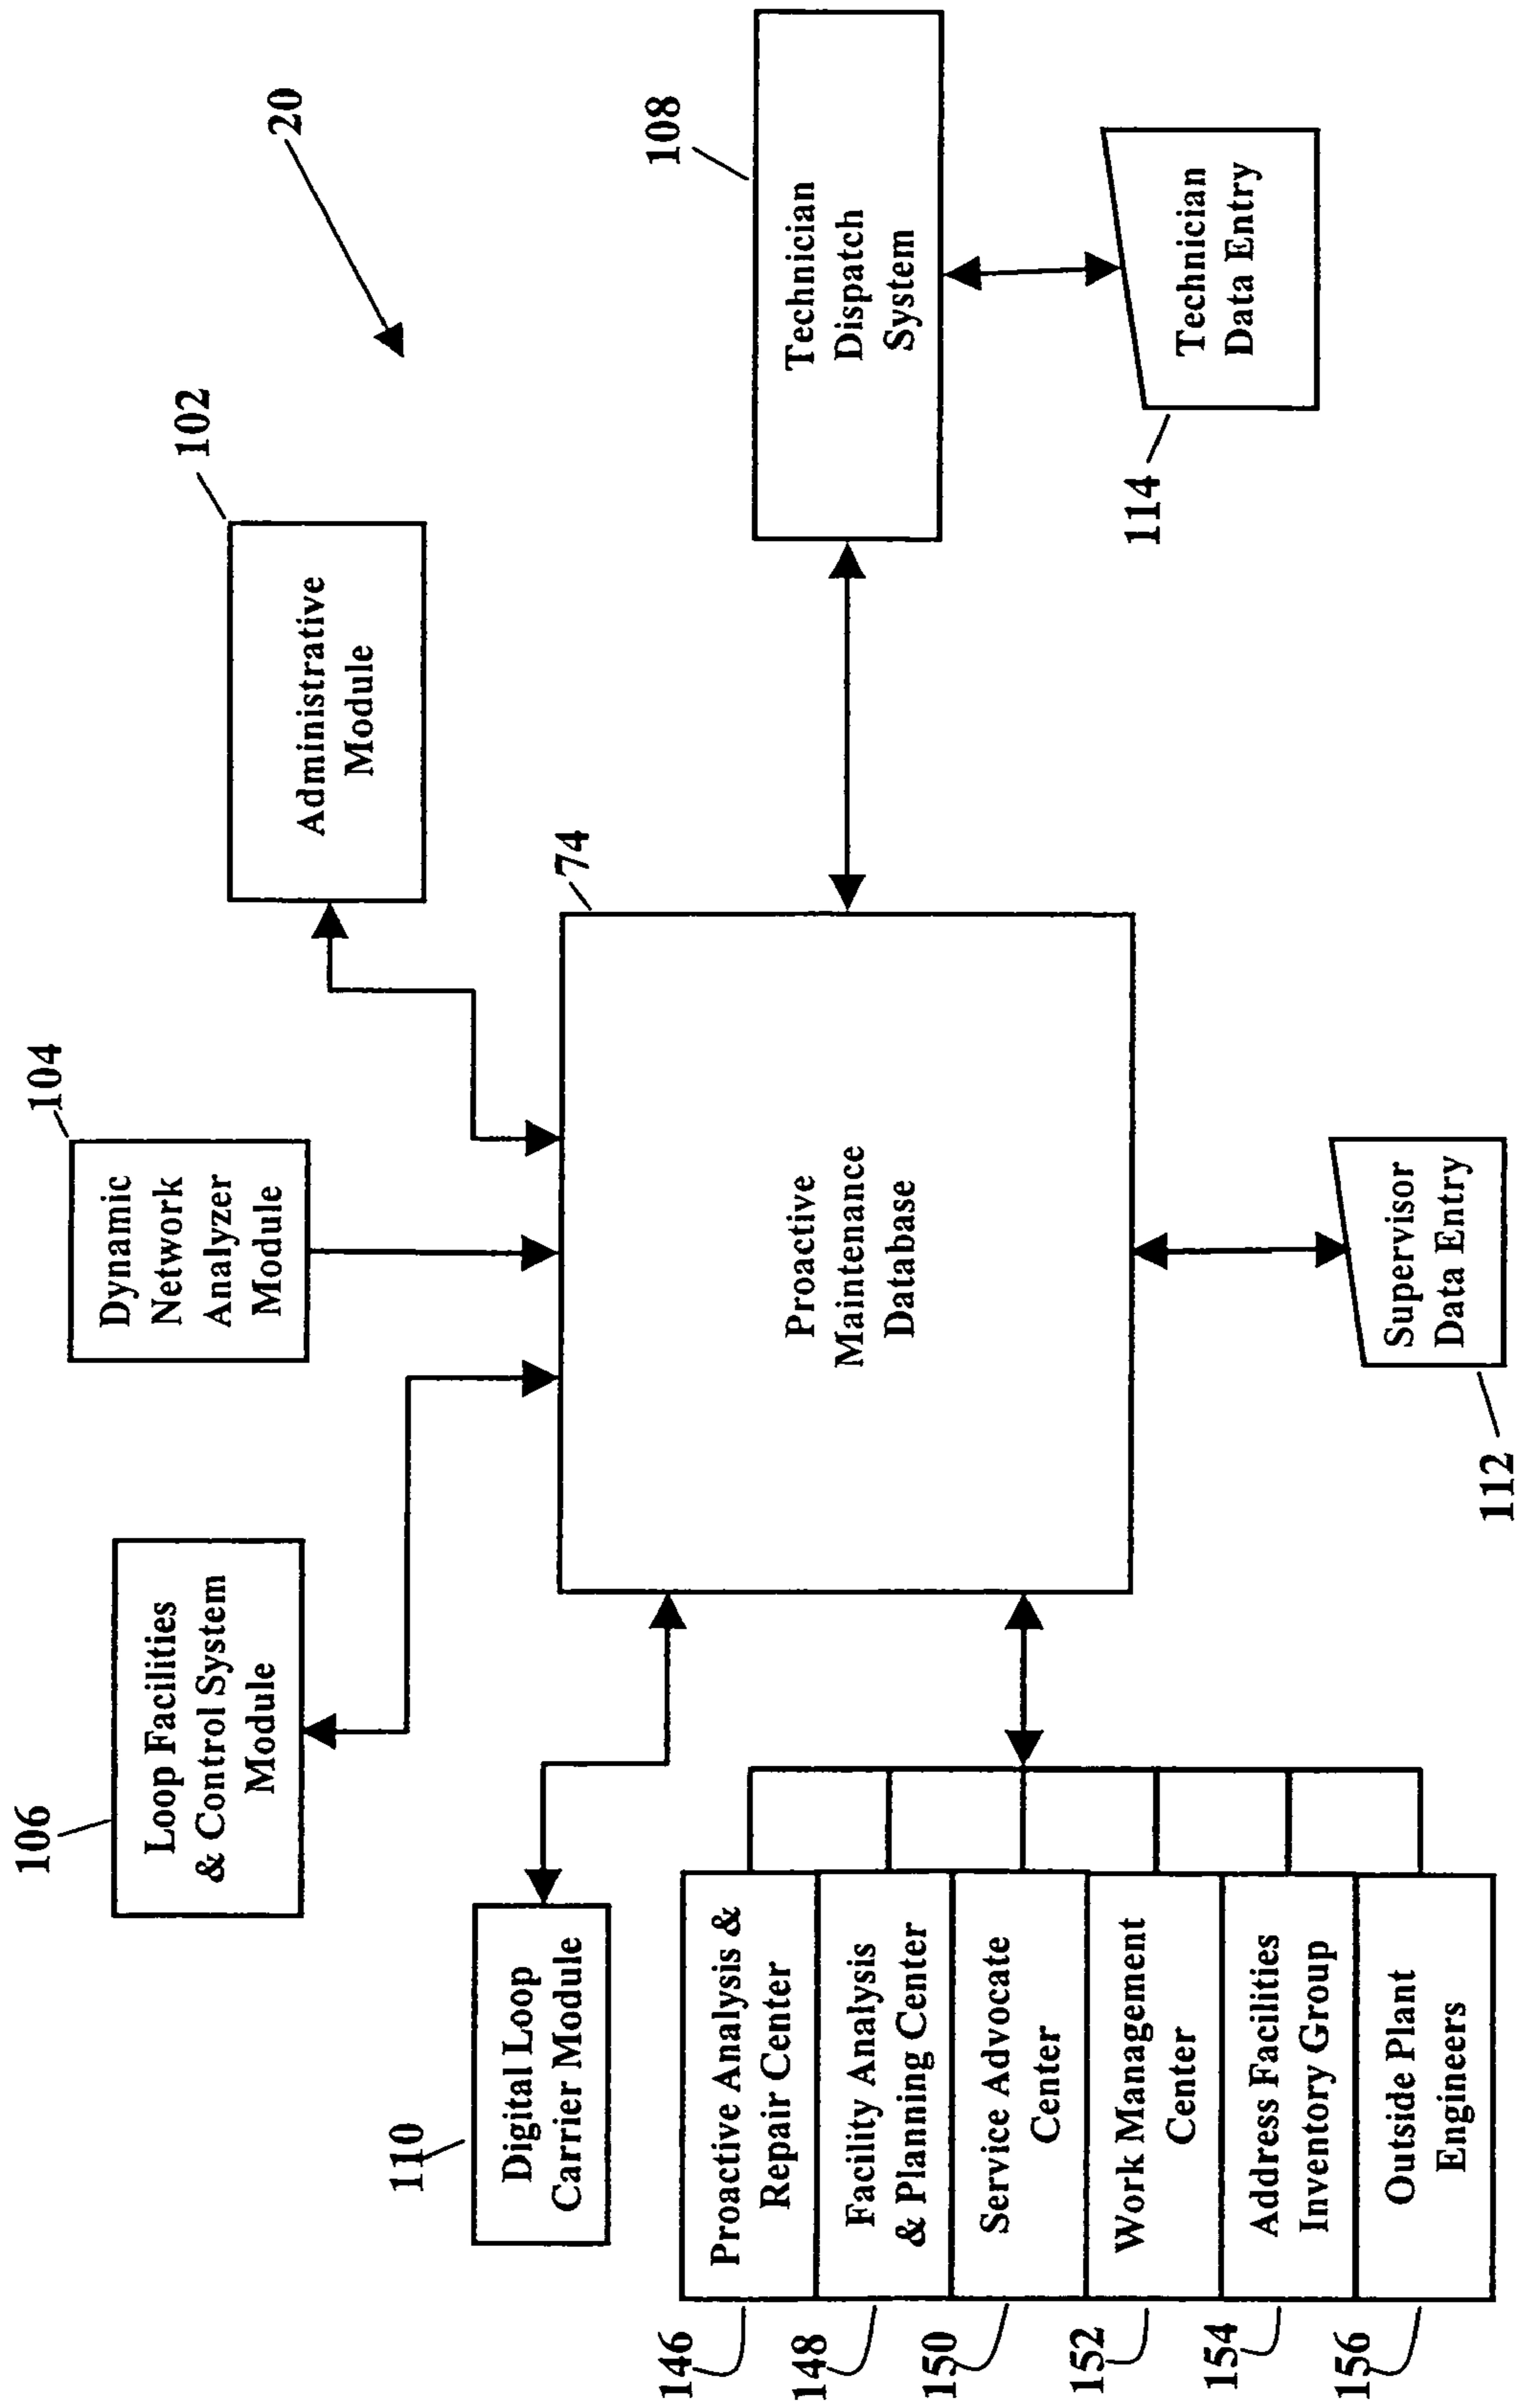 106
Loop Facilities
& Control System
Module
104
Dynamic
Network
Analyzer
Module
102
Administrative
Module
20
110
Digital Loop
Carrier Module
74
Proactive
Maintenance
Database
108
Technician
Dispatch
System
146
Proactive Analysis &
Repair Center
148
Facility Analysis
& Planning Center
150
Service Advocate
Center
152
Work Management
Center
154
Address Facilities
Inventory Group
156
Outside Plant
Engineers
112
Supervisor
Data Entry
114
Technician
Data Entry